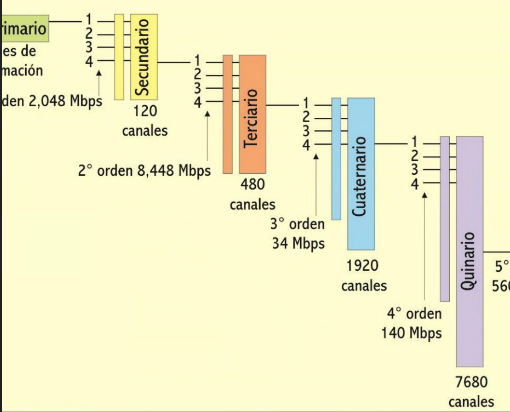 rimario
es de
mación
den 2,048 Mbps
1
2
3
4
Secundario
120
canales
2° orden 8,448 Mbps
1
2
3
4
Terciario
480
canales
3° orden
34 Mbps
1
2
3
4
Cuaternario
1920
canales
4° orden
140 Mbps
1
2
3
4
Quinario
7680
canales
5°
560